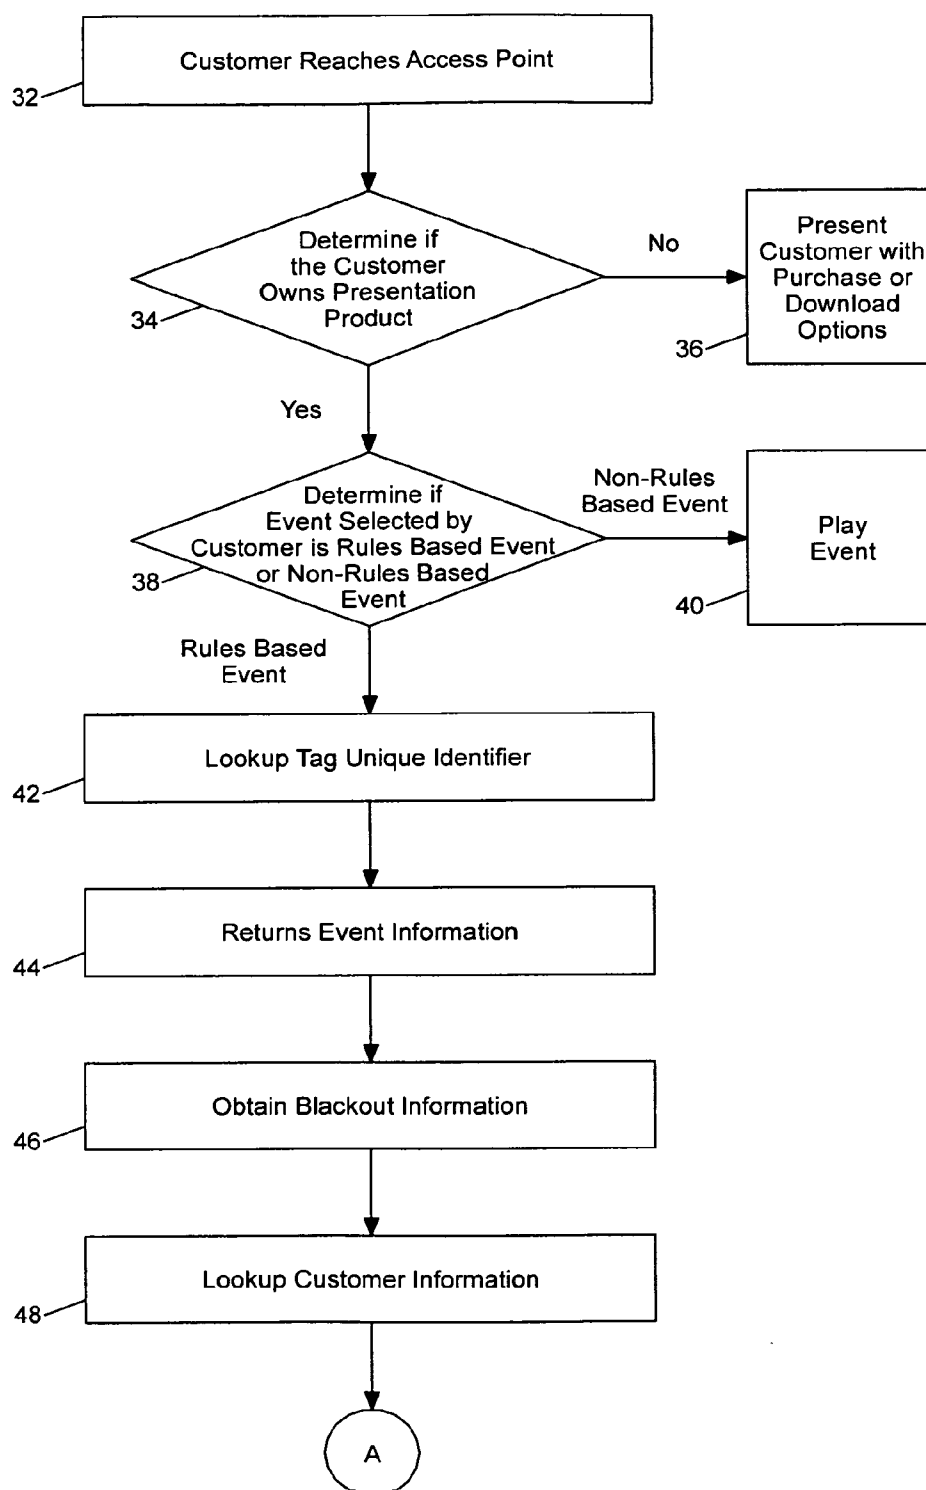 Customer Reaches Access Point
32
Determine if
the Customer
Owns Presentation
Product
34
No
Present
Customer with
Purchase or
Download
Options
36
Yes
Determine if
Event Selected by
Customer is Rules Based Event
or Non-Rules Based
Event
38
Non-Rules
Based Event
Play
Event
40
Rules Based
Event
Lookup Tag Unique Identifier
42
Returns Event Information
44
Obtain Blackout Information
46
Lookup Customer Information
48
A